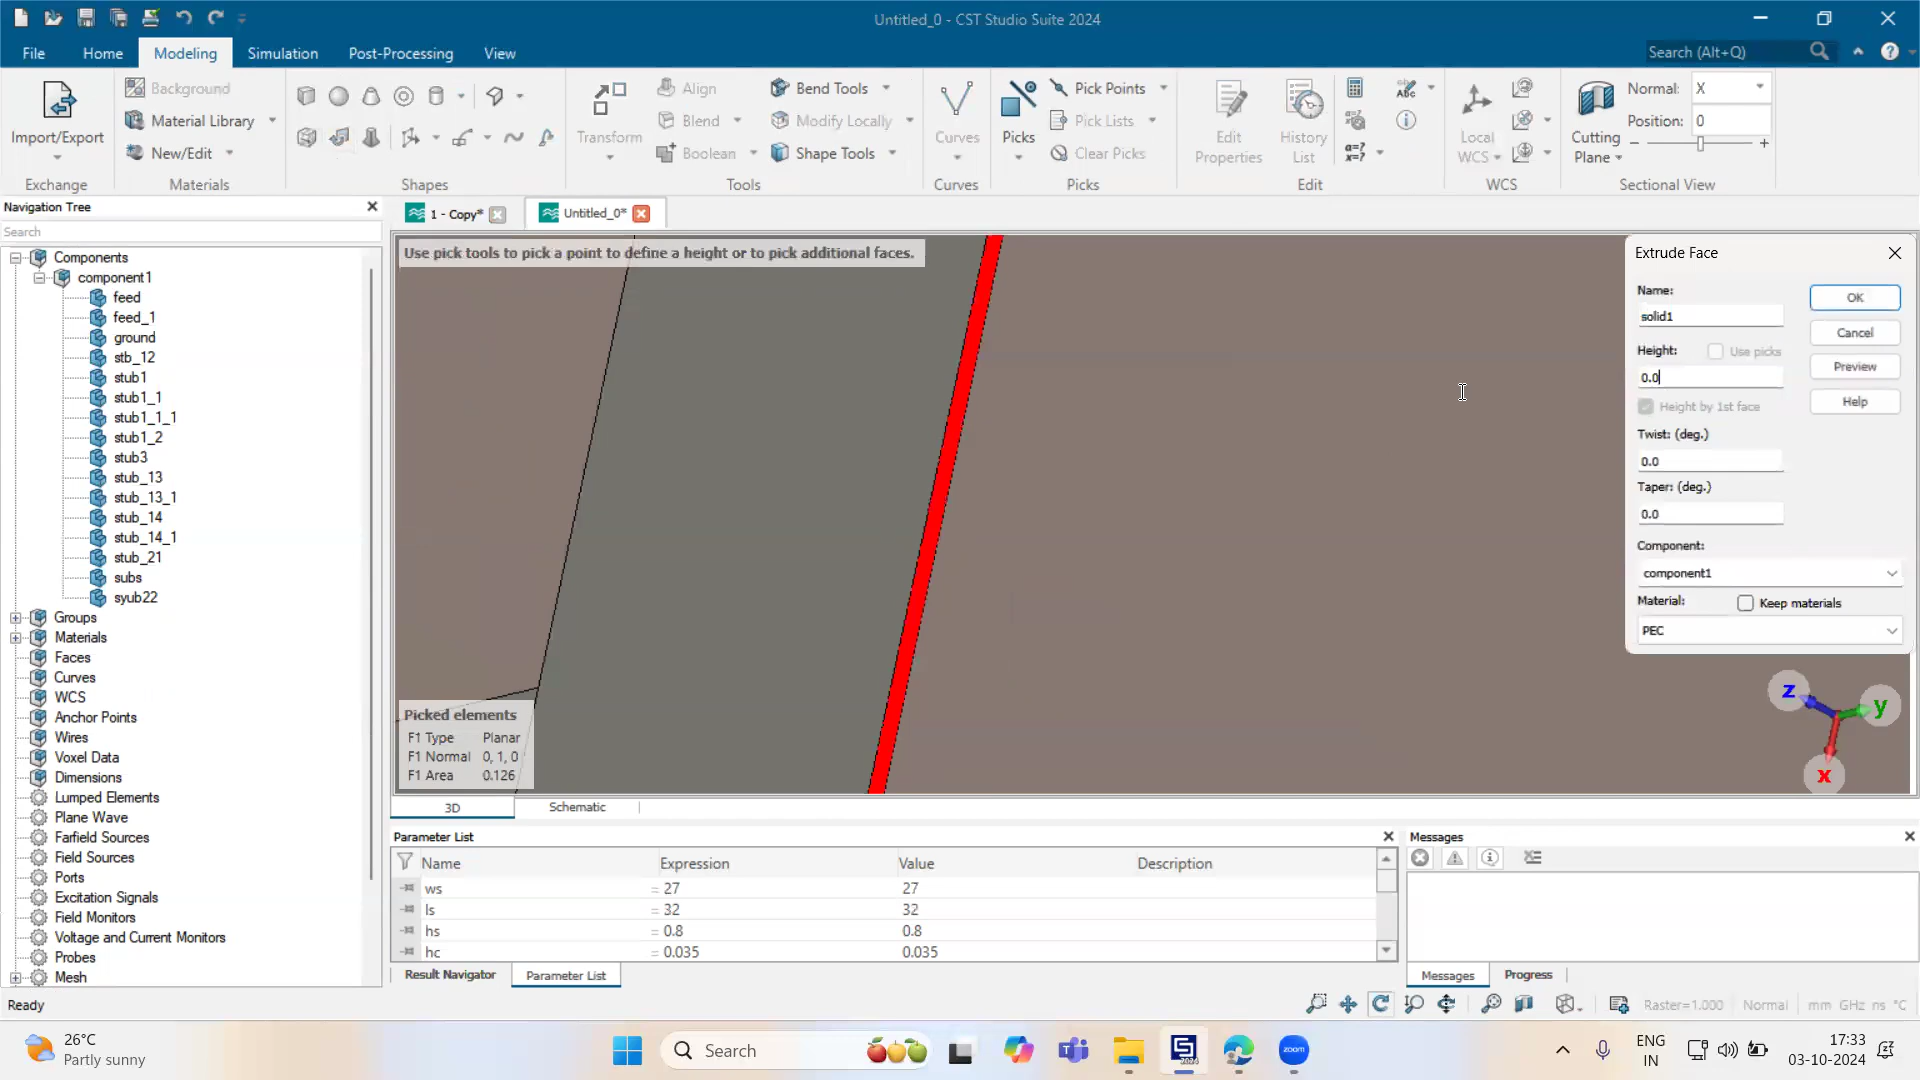 Untitled_0 - CST Studio Suite 2024
File
Home
Modeling
Simulation
Post-Processing
View
Search (Alt+Q)
Import/Export
Exchange
Background
Material Library
New/Edit
Materials
Shapes
Transform
Align
Blend
Boolean
Bend Tools
Modify Locally
Shape Tools
Tools
Curves
Curves
Picks
Pick Points
Pick Lists
Clear Picks
Picks
Edit
Properties
History
List
Edit
Local
WCS
WCS
Cutting
Plane
Normal: X
Position: 0
Sectional View
Navigation Tree
Search
Components
component1
feed
feed_1
ground
stb_12
stub1
stub1_1
stub1_1_1
stub1_2
stub3
stub_13
stub_13_1
stub_14
stub_14_1
stub_21
subs
syub22
Groups
Materials
Faces
Curves
WCS
Anchor Points
Wires
Voxel Data
Dimensions
Lumped Elements
Plane Wave
Farfield Sources
Field Sources
Ports
Excitation Signals
Field Monitors
Voltage and Current Monitors
Probes
Mesh
1 - Copy*
Untitled_0*
Use pick tools to pick a point to define a height or to pick additional faces.
Picked elements
F1 Type Planar
F1 Normal 0, 1, 0
F1 Area 0.126
Extrude Face
Name:
solid1
Height:
Use picks
0.0
Height by 1st face
Twist: (deg.)
0.0
Taper: (deg.)
0.0
Component:
component1
Material:
Keep materials
PEC
OK
Cancel
Preview
Help
z
y
x
3D
Schematic
Parameter List
Name Expression Value Description
ws = 27 27
ls = 32 32
hs = 0.8 0.8
hc = 0.035 0.035
Result Navigator
Parameter List
Messages
Messages
Progress
Ready
Raster=1.000 Normal mm GHz ns °C
26°C
Partly sunny
Search
zoom
ENG
IN
17:33
03-10-2024